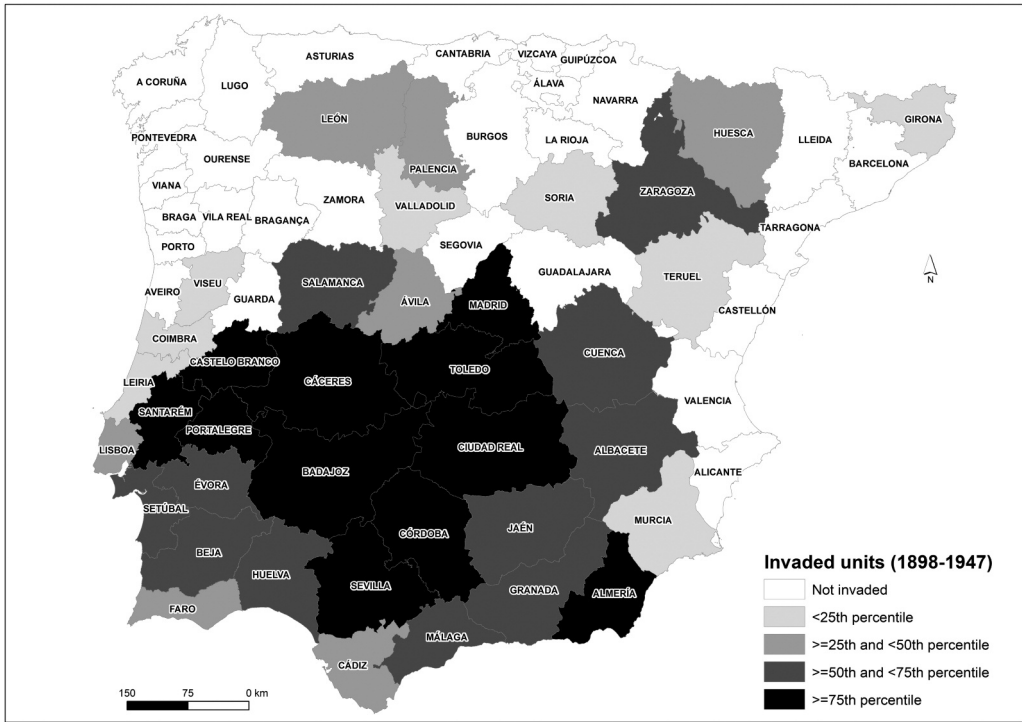 ASTURIAS
CANTABRIA
VIZCAYA
GUIPÚZCOA
A CORUÑA
LUGO
ÁLAVA
NAVARRA
LEÓN
GIRONA
PONTEVEDRA
BURGOS
LA RIOJA
HUESCA
LLEIDA
OURENSE
PALENCIA
BARCELONA
VIANA
ZARAGOZA
ZAMORA
VALLADOLID
SORIA
BRAGA
VILA REAL
BRAGANÇA
TARRAGONA
PORTO
SEGOVIA
GUADALAJARA
TERUEL
N
AVEIRO
VISEU
GUARDA
SALAMANCA
ÁVILA
MADRID
CASTELLÓN
COIMBRA
CUENCA
CASTELO BRANCO
TOLEDO
LEIRIA
CÁCERES
VALENCIA
SANTARÉM
PORTALEGRE
CIUDAD REAL
ALBACETE
LISBOA
BADAJOZ
ALICANTE
ÉVORA
SETÚBAL
MURCIA
CÓRDOBA
JAÉN
BEJA
HUELVA
SEVILLA
GRANADA
ALMERÍA
FARO
MÁLAGA
CÁDIZ
Invaded units (1898-1947)
Not invaded
<25th percentile
>=25th and <50th percentile
>=50th and <75th percentile
>=75th percentile
150 75 0 km